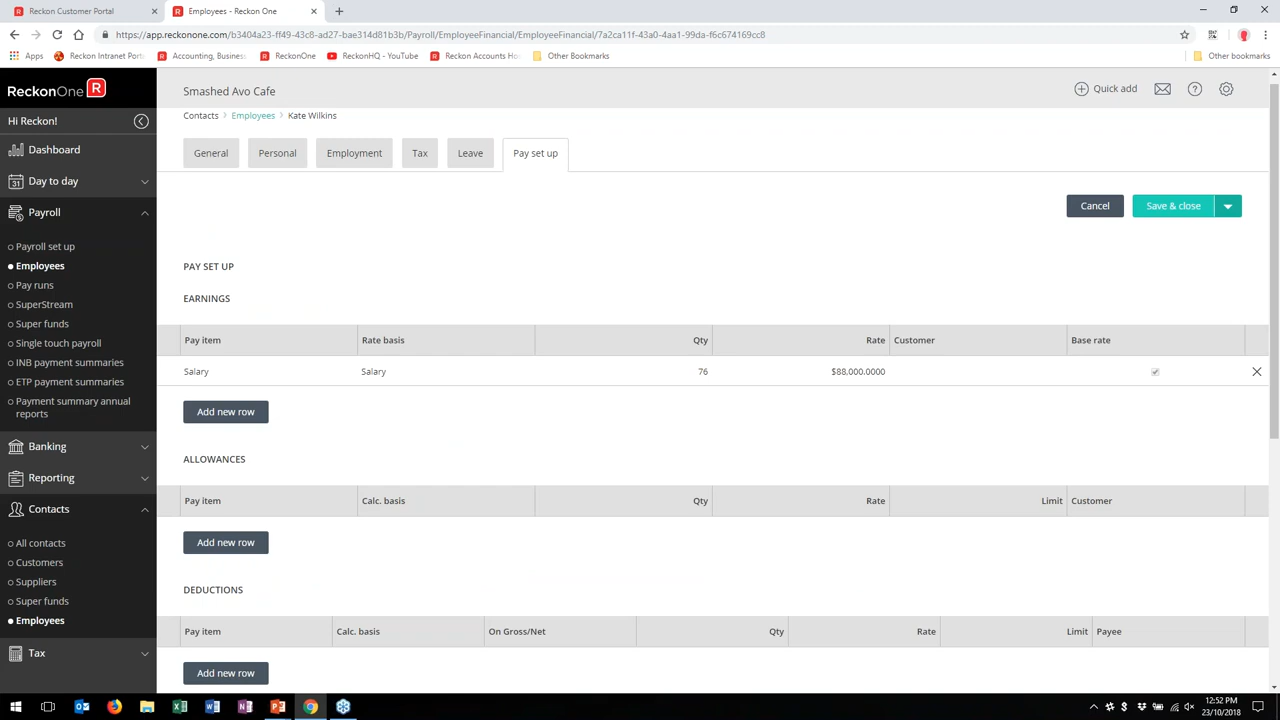 Reckon Customer Portal
Employees - Reckon One
https://app.reckonone.com/b3404a23-ff49-43c8-ad27-bae314d81b3b/Payroll/EmployeeFinancial/EmployeeFinancial/7a2ca11f-43a0-4aa1-99da-f6c674169cc8
Apps
Reckon Intranet Port
Accounting, Busines
ReckonOne
ReckonHQ - YouTube
Reckon Accounts Ho
Other Bookmarks
Other bookmarks
ReckonOne R
Smashed Avo Cafe
Quick add
Hi Reckon!
Contacts > Employees > Kate Wilkins
Dashboard
Day to day
Payroll
Payroll set up
Employees
Pay runs
SuperStream
Super funds
Single touch payroll
INB payment summaries
ETP payment summaries
Payment summary annual
reports
Banking
Reporting
Contacts
All contacts
Customers
Suppliers
Super funds
Employees
Tax
General Personal Employment Tax Leave Pay set up
Cancel Save & close
PAY SET UP
EARNINGS
Pay item Rate basis Qty Rate Customer Base rate
Salary Salary 76 $88,000.0000
Add new row
ALLOWANCES
Pay item Calc. basis Qty Rate Limit Customer
Add new row
DEDUCTIONS
Pay item Calc. basis On Gross/Net Qty Rate Limit Payee
Add new row
12:52 PM
23/10/2018